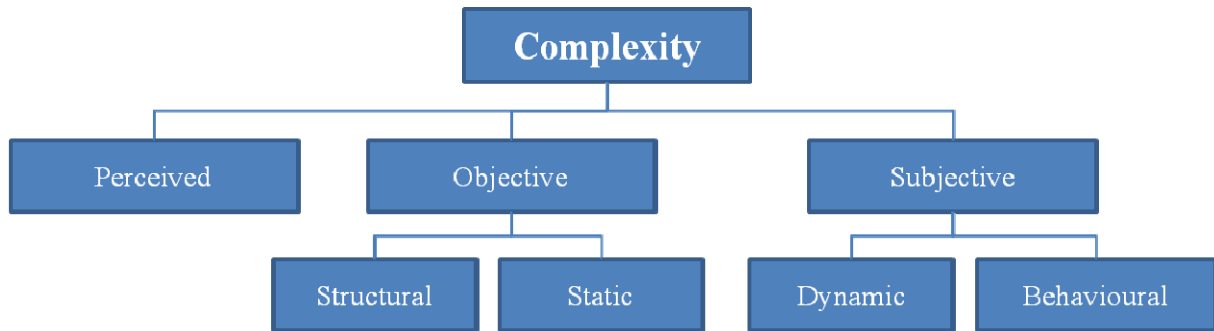 Complexity
Perceived
Objective
Subjective
Structural
Static
Dynamic
Behavioural